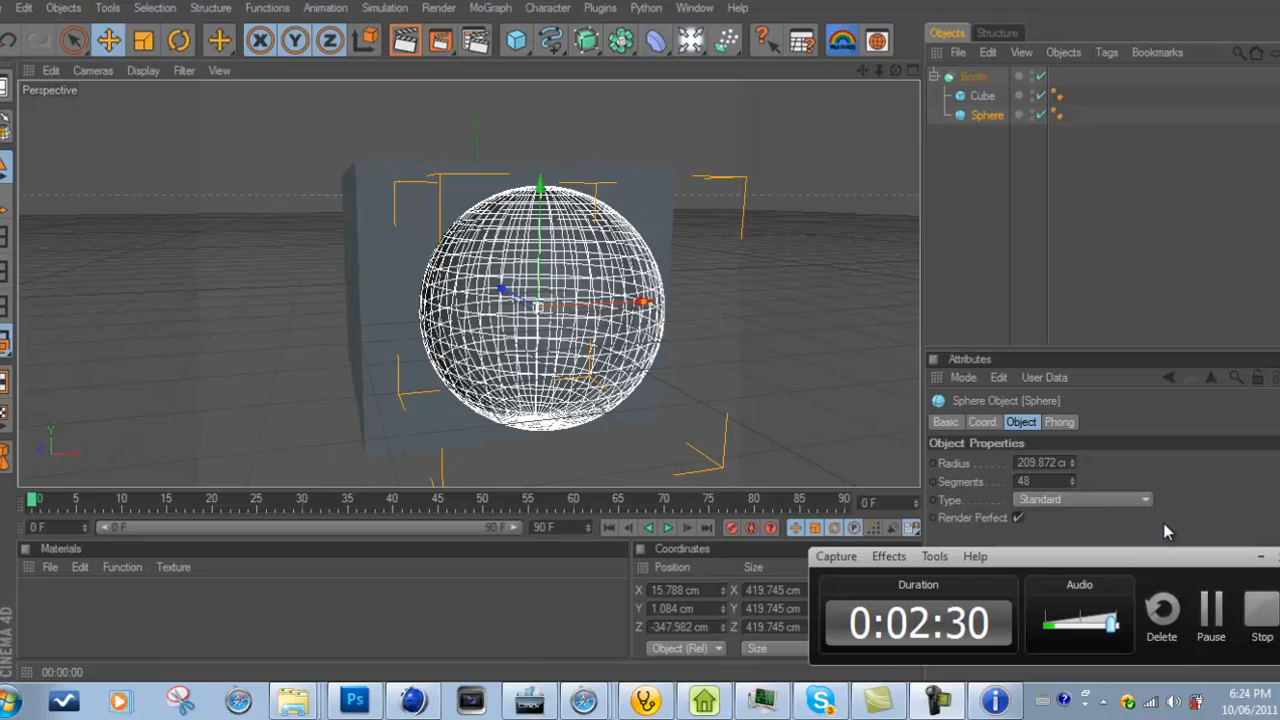 File Edit Objects Tools Selection Structure Functions Animation Simulation Render MoGraph Character Plugins Python Window Help
X Y Z
Edit Cameras Display Filter View
Perspective
Y
Objects Structure
File Edit View Objects Tags Bookmarks
Boole
Cube
Sphere
Attributes
Mode Edit User Data
Sphere Object [Sphere]
Basic Coord. Object Phong
Object Properties
Radius 209.872 cr
Segments 48
Type Standard
Render Perfect
0 5 10 15 20 25 30 35 40 45 50 55 60 65 70 75 80 85 90 0 F
0 F 0 F 90 F 90 F
Materials
File Edit Function Texture
Coordinates
Position Size
X 15.788 cm X 419.745 cm
Y 1.084 cm Y 419.745 cm
Z -347.982 cm Z 419.745 cm
Object (Rel) Size
CINEMA 4D
00:00:00
Capture Effects Tools Help
Duration
0:02:30
Audio
Delete Pause Stop
Ps
6:24 PM
10/06/2011